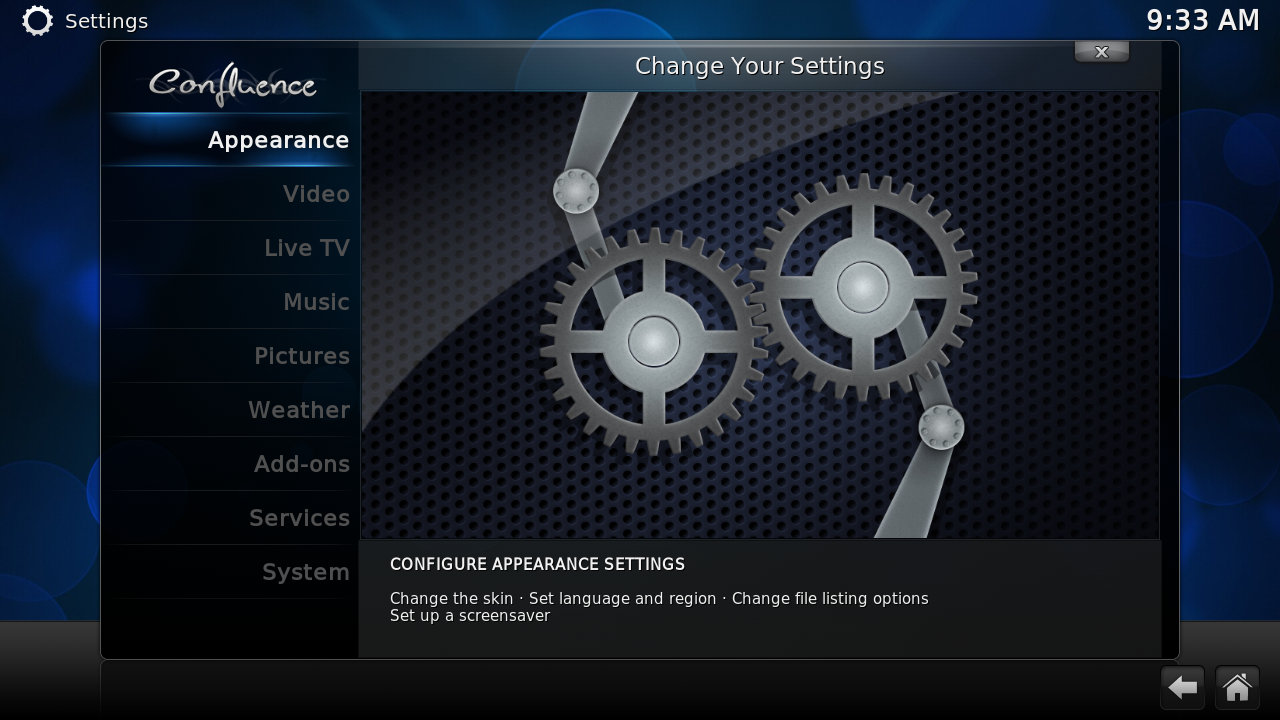 Settings
9:33 AM
Confluence
Change Your Settings
Appearance
Video
Live TV
Music
Pictures
Weather
Add-ons
Services
System
CONFIGURE APPEARANCE SETTINGS
Change the skin · Set language and region · Change file listing options
Set up a screensaver